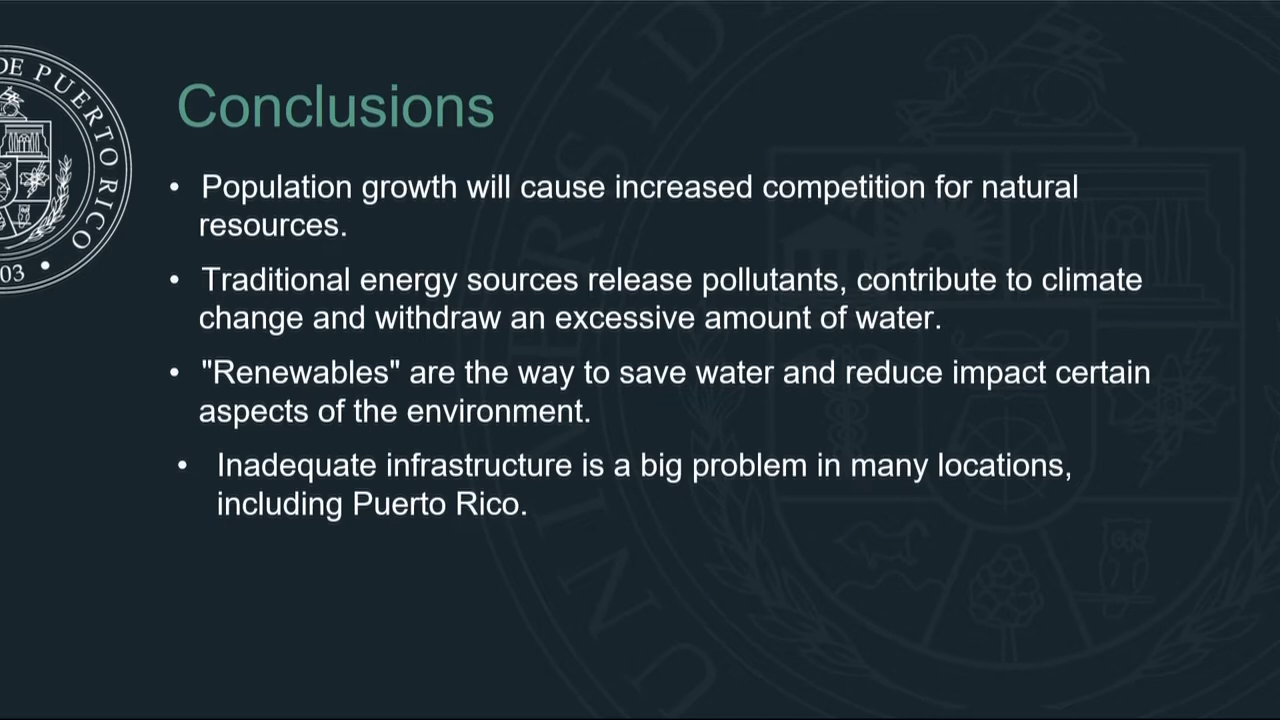 DE PUERTO RICO
03 •
Conclusions
• Population growth will cause increased competition for natural
resources.
• Traditional energy sources release pollutants, contribute to climate
change and withdraw an excessive amount of water.
• "Renewables" are the way to save water and reduce impact certain
aspects of the environment.
• Inadequate infrastructure is a big problem in many locations,
including Puerto Rico.
UNIVERSID